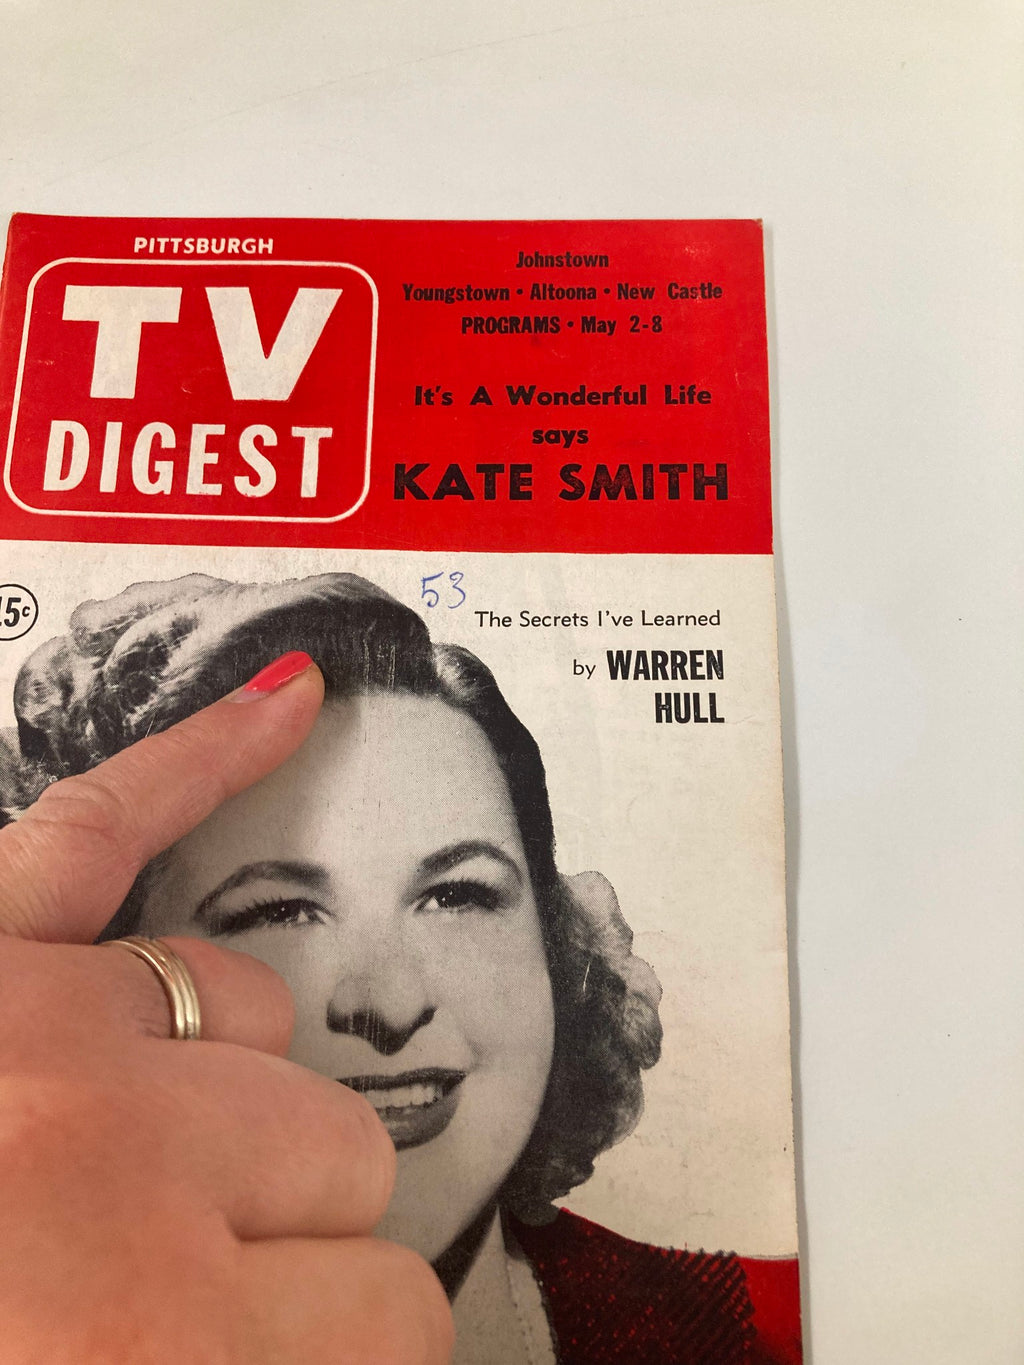 PITTSBURGH
TV
DIGEST
Johnstown
Youngstown • Altoona • New Castle
PROGRAMS • May 2-8
It's A Wonderful Life
says
KATE SMITH
15¢
53
The Secrets I've Learned
by WARREN
HULL